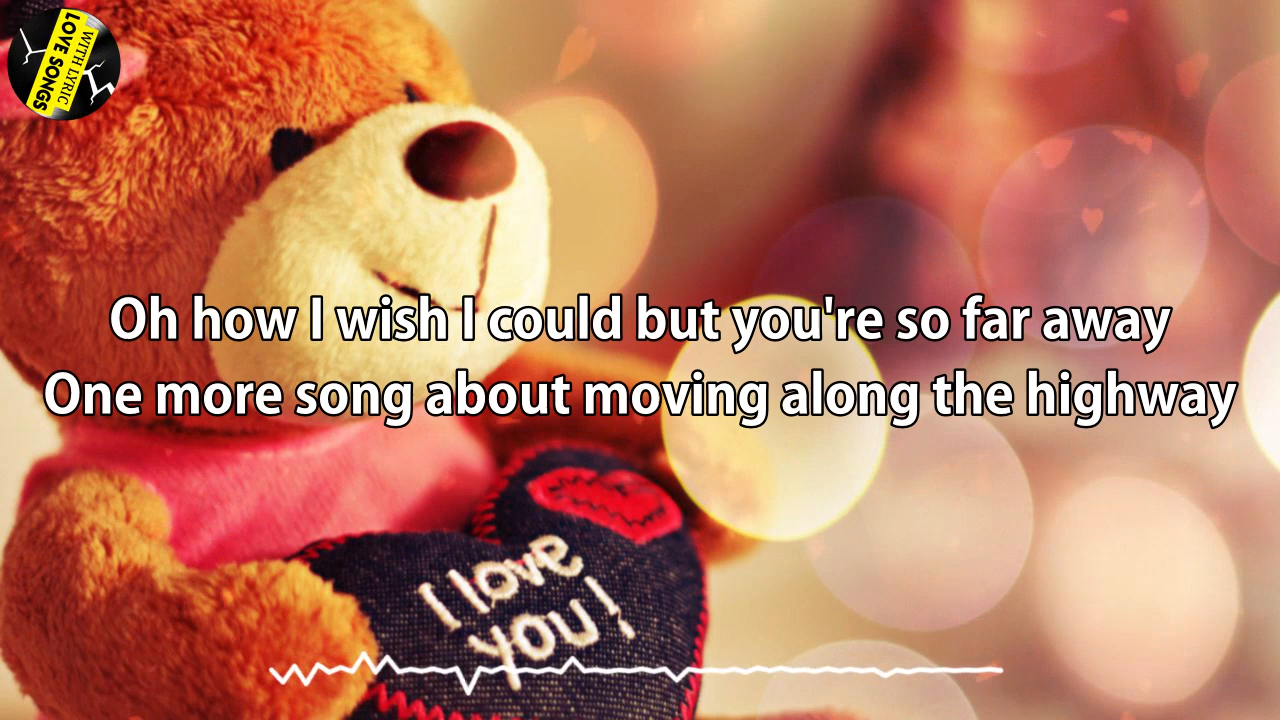 WITH LYRIC
LOVE SONGS
Oh how I wish I could but you're so far away
One more song about moving along the highway
I love
you!